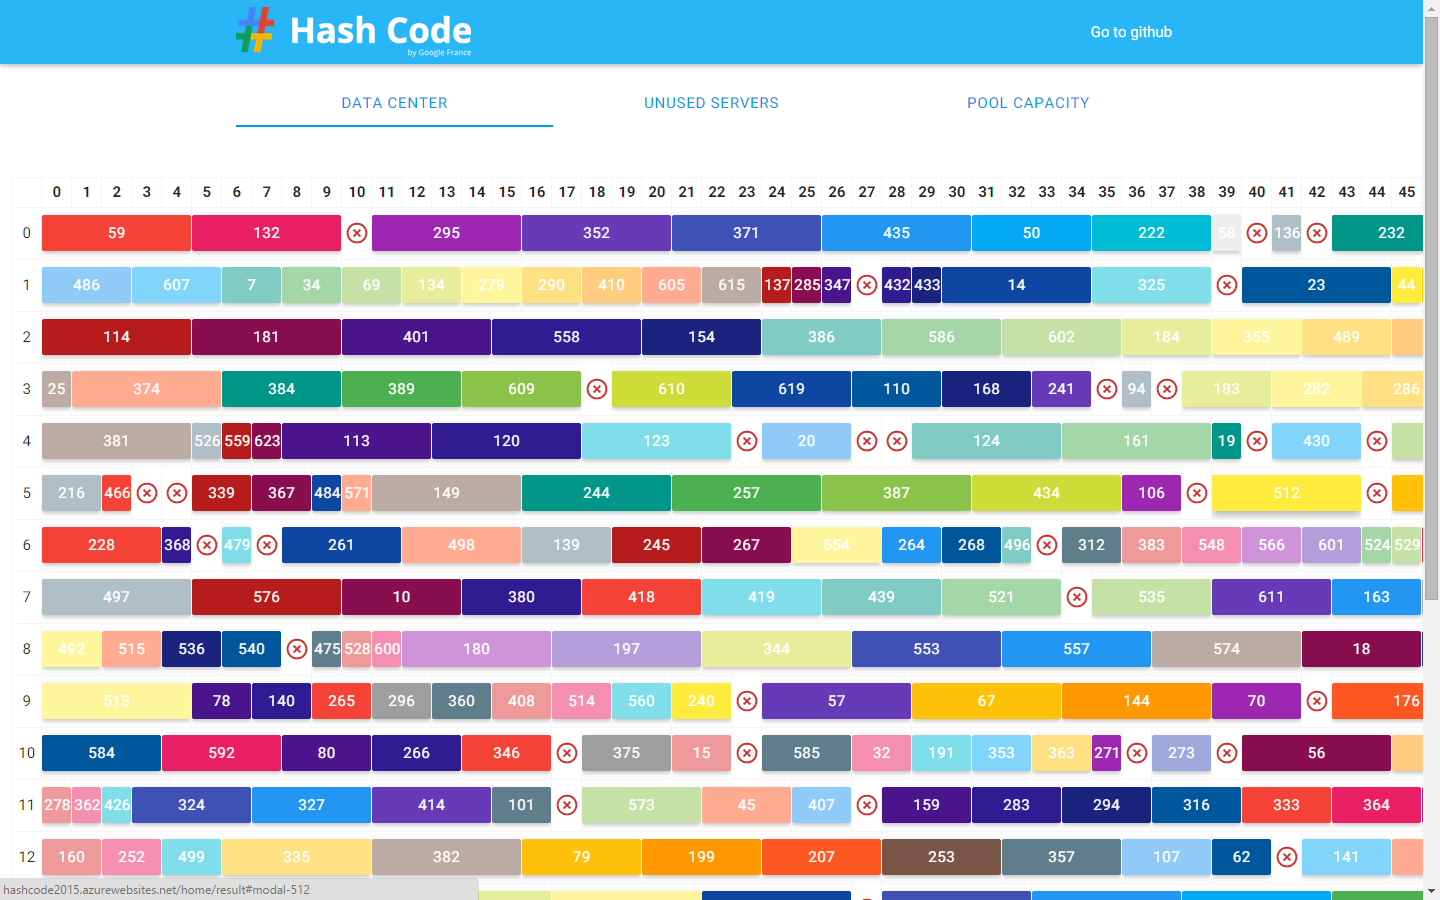 Hash Code
by Google France
Go to github
DATA CENTER UNUSED SERVERS POOL CAPACITY
0 1 2 3 4 5 6 7 8 9 10 11 12 13 14 15 16 17 18 19 20 21 22 23 24 25 26 27 28 29 30 31 32 33 34 35 36 37 38 39 40 41 42 43 44 45
0 59 132 295 352 371 435 50 222 58 136 232
1 486 607 7 34 69 134 279 290 410 605 615 137 285 347 432 433 14 325 23 44
2 114 181 401 558 154 386 586 602 184 355 489
3 25 374 384 389 609 610 619 110 168 241 94 183 282 286
4 381 526 559 623 113 120 123 20 124 161 19 430
5 216 466 339 367 484 571 149 244 257 387 434 106 512
6 228 368 479 261 498 139 245 267 554 264 268 496 312 383 548 566 601 524 529
7 497 576 10 380 418 419 439 521 535 611 163
8 492 515 536 540 475 528 600 180 197 344 553 557 574 18
9 513 78 140 265 296 360 408 514 560 240 57 67 144 70 176
10 584 592 80 266 346 375 15 585 32 191 353 363 271 273 56
11 278 362 426 324 327 414 101 573 45 407 159 283 294 316 333 364
12 160 252 499 335 382 79 199 207 253 357 107 62 141
hashcode2015.azurewebsites.net/home/result#modal-512